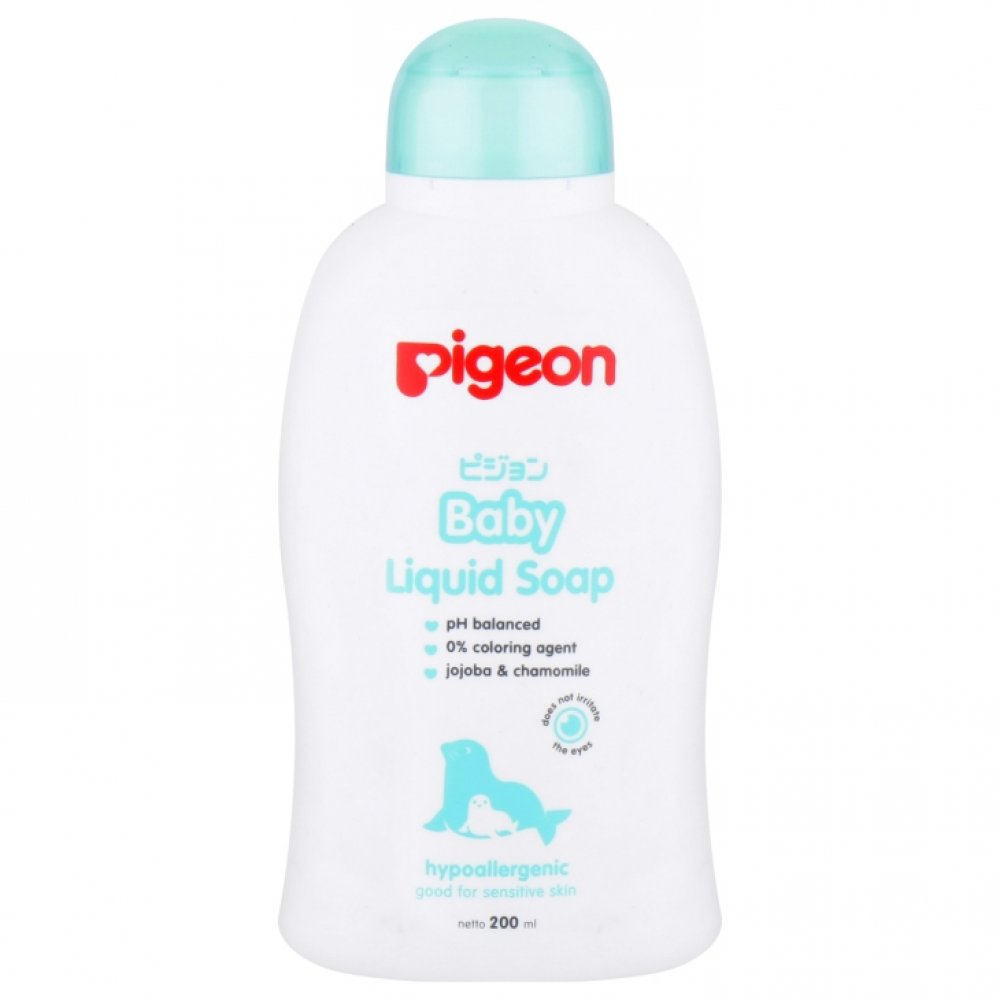 pigeon
ピジョン
Baby
Liquid Soap
pH balanced
0% coloring agent
jojoba & chamomile
does not irritate
the eyes
hypoallergenic
good for sensitive skin
netto 200 ml